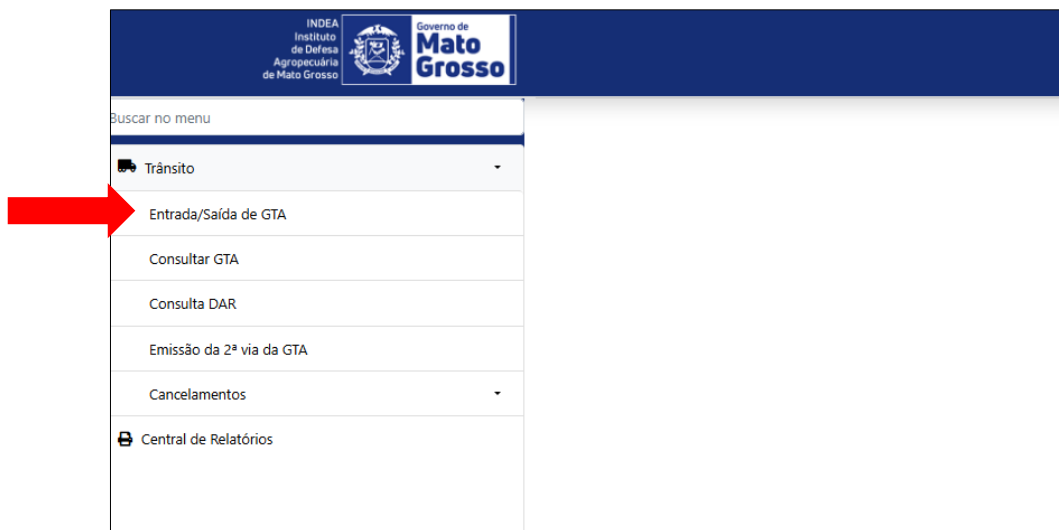 INDEA
Instituto
de Defesa
Agropecuária
de Mato Grosso
Governo de
Mato
Grosso
Buscar no menu
Trânsito
Entrada/Saída de GTA
Consultar GTA
Consulta DAR
Emissão da 2ª via da GTA
Cancelamentos
Central de Relatórios